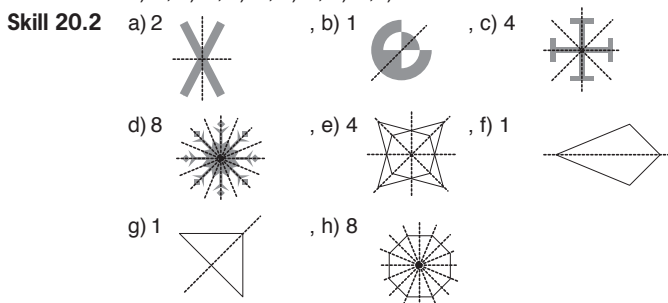 Skill 20.2 a) 2 , b) 1 , c) 4
d) 8 , e) 4 , f) 1
g) 1 , h) 8